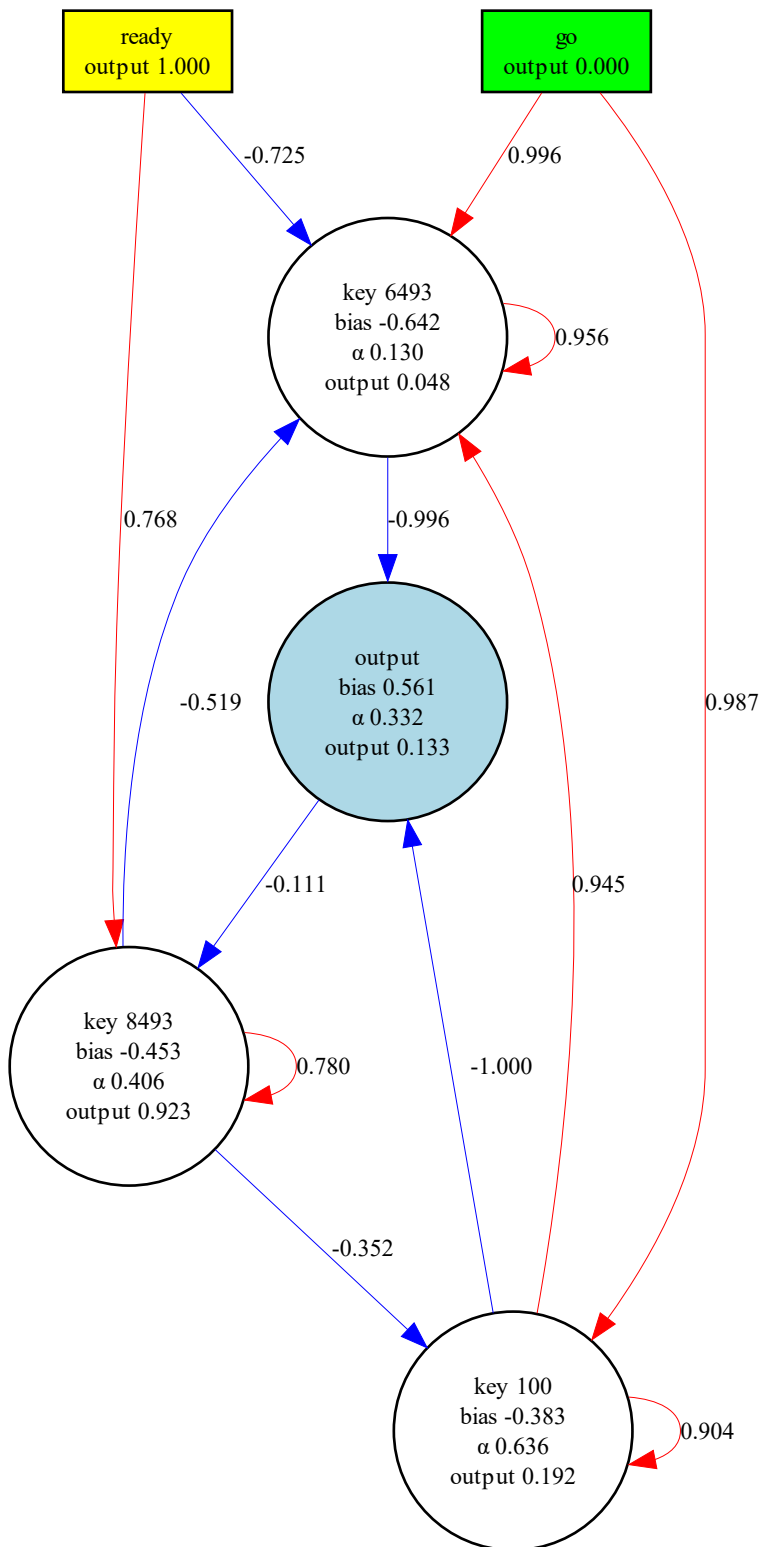 ready
output 1.000
go
output 0.000
-0.725
0.996
key 6493
bias -0.642
α 0.130
output 0.048
0.956
0.768
-0.996
-0.519
output
bias 0.561
α 0.332
output 0.133
0.987
-0.111
0.945
key 8493
bias -0.453
α 0.406
output 0.923
0.780
-1.000
-0.352
key 100
bias -0.383
α 0.636
output 0.192
0.904